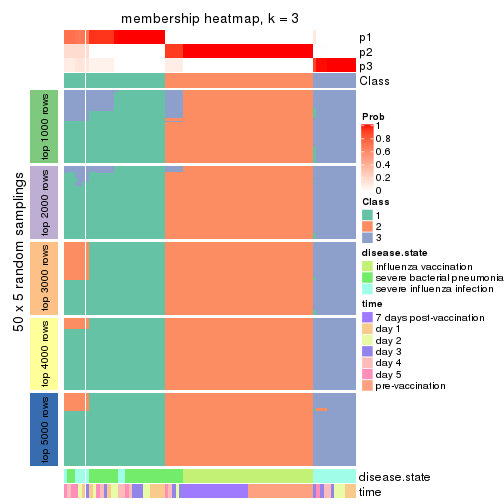 membership heatmap, k = 3
p1
p2
p3
Class
50 x 5 random samplings
top 1000 rows
top 2000 rows
top 3000 rows
top 4000 rows
top 5000 rows
Prob
1
0.8
0.6
0.4
0.2
0
Class
1
2
3
disease.state
influenza vaccination
severe bacterial pneumonia
severe influenza infection
time
7 days post-vaccination
day 1
day 2
day 3
day 4
day 5
pre-vaccination
disease.state
time